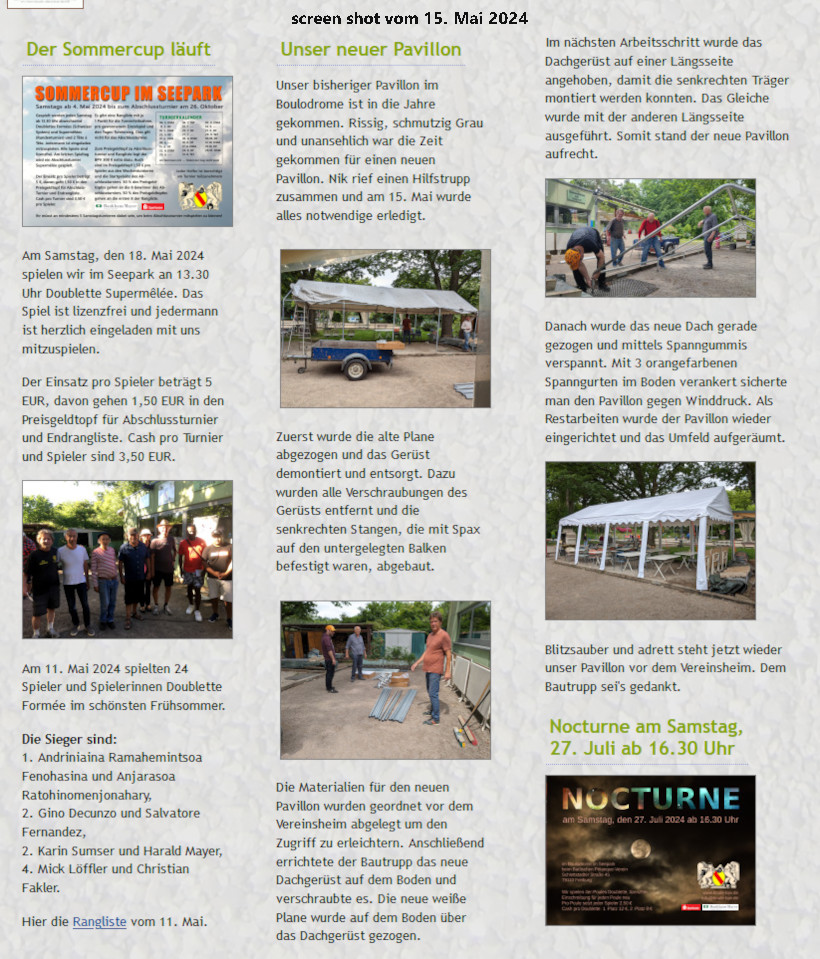 screen shot vom 15. Mai 2024
Der Sommercup läuft
SOMMERCUP IM SEEPARK
Samstags ab 4. Mai 2024 bis zum Abschlussturnier am 26. Oktober
TURNIERKALENDER
Am Samstag, den 18. Mai 2024
spielen wir im Seepark an 13.30
Uhr Doublette Supermêlée. Das
Spiel ist lizenzfrei und jedermann
ist herzlich eingeladen mit uns
mitzuspielen.
Der Einsatz pro Spieler beträgt 5
EUR, davon gehen 1,50 EUR in den
Preisgeldtopf für Abschlussturnier
und Endrangliste. Cash pro Turnier
und Spieler sind 3,50 EUR.
Am 11. Mai 2024 spielten 24
Spieler und Spielerinnen Doublette
Formée im schönsten Frühsommer.
Die Sieger sind:
1. Andriniaina Ramahemintsoa
Fenohasina und Anjarasoa
Ratohinomenjonahary,
2. Gino Decunzo und Salvatore
Fernandez,
2. Karin Sumser und Harald Mayer,
4. Mick Löffler und Christian
Fakler.
Hier die Rangliste vom 11. Mai.
Unser neuer Pavillon
Unser bisheriger Pavillon im
Boulodrome ist in die Jahre
gekommen. Rissig, schmutzig Grau
und unansehlich war die Zeit
gekommen für einen neuen
Pavillon. Nik rief einen Hilfstrupp
zusammen und am 15. Mai wurde
alles notwendige erledigt.
Zuerst wurde die alte Plane
abgezogen und das Gerüst
demontiert und entsorgt. Dazu
wurden alle Verschraubungen des
Gerüsts entfernt und die
senkrechten Stangen, die mit Spax
auf den untergelegten Balken
befestigt waren, abgebaut.
Die Materialien für den neuen
Pavillon wurden geordnet vor dem
Vereinsheim abgelegt um den
Zugriff zu erleichtern. Anschließend
errichtete der Bautrupp das neue
Dachgerüst auf dem Boden und
verschraubte es. Die neue weiße
Plane wurde auf dem Boden über
das Dachgerüst gezogen.
Im nächsten Arbeitsschritt wurde das
Dachgerüst auf einer Längsseite
angehoben, damit die senkrechten Träger
montiert werden konnten. Das Gleiche
wurde mit der anderen Längsseite
ausgeführt. Somit stand der neue Pavillon
aufrecht.
Danach wurde das neue Dach gerade
gezogen und mittels Spanngummis
verspannt. Mit 3 orangefarbenen
Spanngurten im Boden verankert sicherte
man den Pavillon gegen Winddruck. Als
Restarbeiten wurde der Pavillon wieder
eingerichtet und das Umfeld aufgeräumt.
Blitzsauber und adrett steht jetzt wieder
unser Pavillon vor dem Vereinsheim. Dem
Bautrupp sei's gedankt.
Nocturne am Samstag,
27. Juli ab 16.30 Uhr
NOCTURNE
am Samstag, den 27. Juli 2024 ab 16.30 Uhr